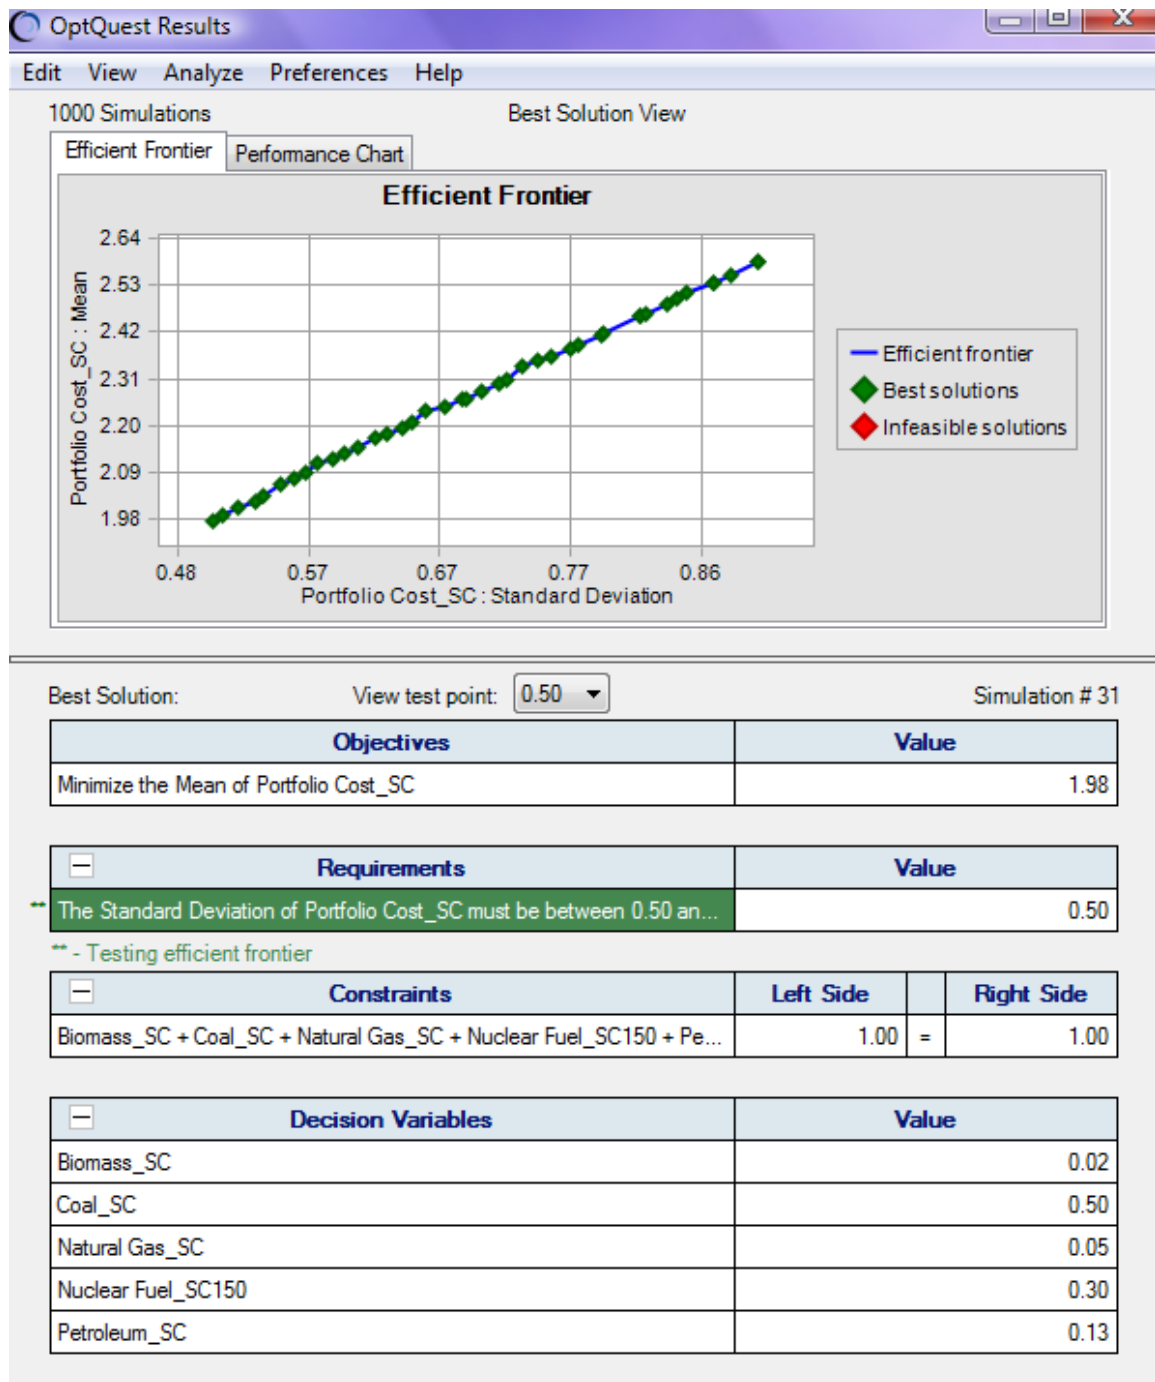 OptQuest Results
Edit View Analyze Preferences Help
1000 Simulations Best Solution View
Efficient Frontier Performance Chart
Efficient Frontier
2.64
2.53
2.42
2.31
2.20
2.09
1.98
Portfolio Cost_SC : Mean
0.48 0.57 0.67 0.77 0.86
Portfolio Cost_SC : Standard Deviation
Efficient frontier
Best solutions
Infeasible solutions
Best Solution: View test point: 0.50 Simulation # 31
Objectives Value
Minimize the Mean of Portfolio Cost_SC 1.98
Requirements Value
** The Standard Deviation of Portfolio Cost_SC must be between 0.50 an... 0.50
** - Testing efficient frontier
Constraints Left Side Right Side
Biomass_SC + Coal_SC + Natural Gas_SC + Nuclear Fuel_SC150 + Pe... 1.00 = 1.00
Decision Variables Value
Biomass_SC 0.02
Coal_SC 0.50
Natural Gas_SC 0.05
Nuclear Fuel_SC150 0.30
Petroleum_SC 0.13